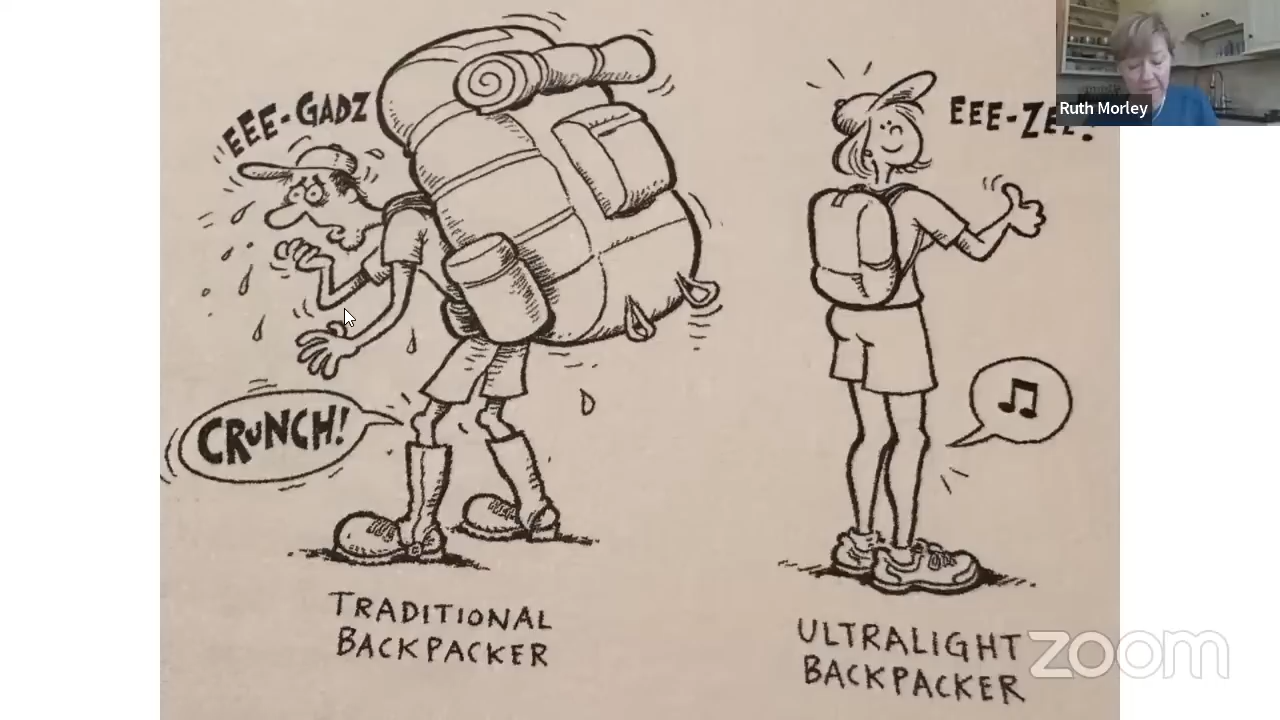 EEE-GADZ
Ruth Morley
EEE-ZEE!
CRUNCH!
TRADITIONAL
BACKPACKER
ULTRALIGHT
BACKPACKER
zoom